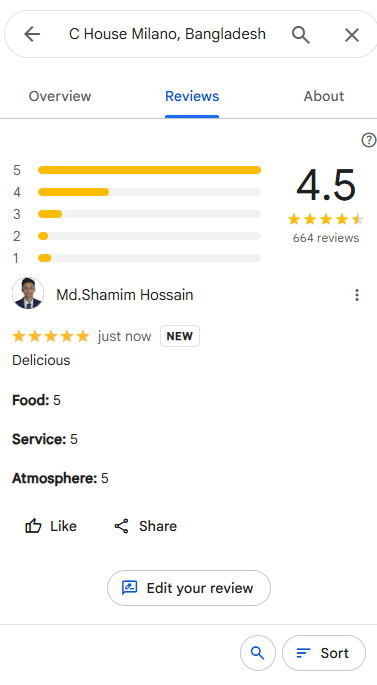 C House Milano, Bangladesh
Overview Reviews About
5
4
3
2
1
4.5
664 reviews
Md.Shamim Hossain
just now NEW
Delicious
Food: 5
Service: 5
Atmosphere: 5
Like Share
Edit your review
Sort